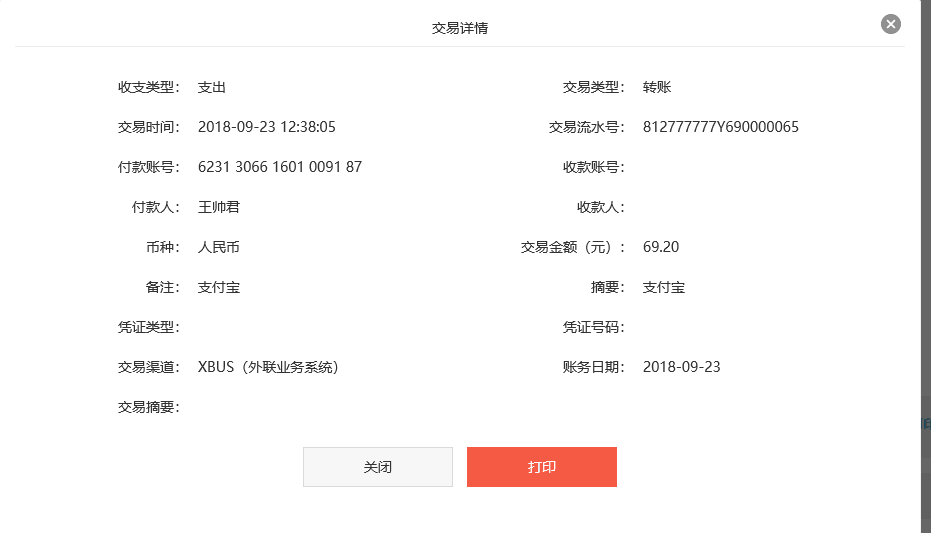 交易详情
收支类型： 支出 交易类型： 转账
交易时间： 2018-09-23 12:38:05 交易流水号： 812777777Y690000065
付款账号： 6231 3066 1601 0091 87 收款账号：
付款人： 王帅君 收款人：
币种： 人民币 交易金额（元）： 69.20
备注： 支付宝 摘要： 支付宝
凭证类型： 凭证号码：
交易渠道： XBUS（外联业务系统） 账务日期： 2018-09-23
交易摘要：
关闭 打印